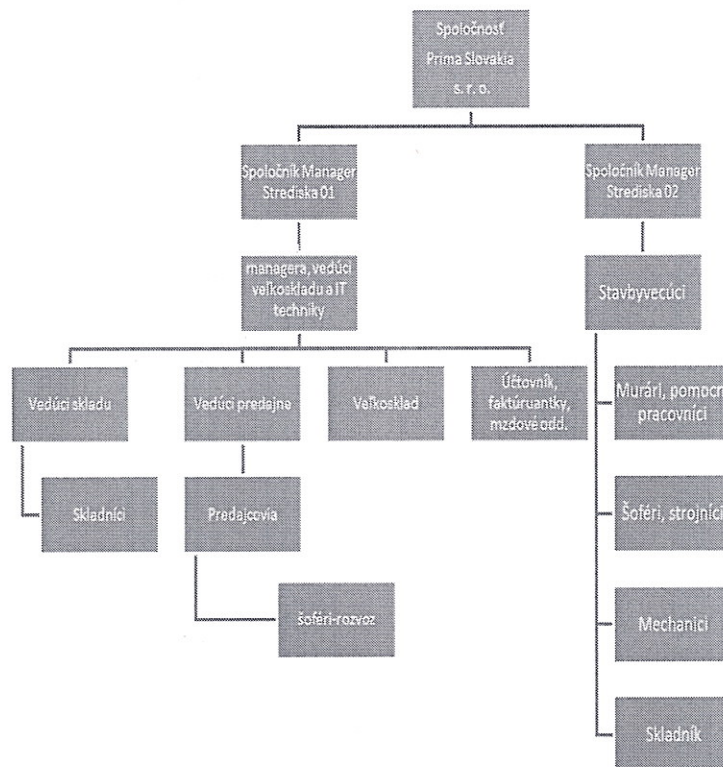 Spoločnosť
Prima Slovakia
s. r. o.
Spoločník Manager
Strediska 01
Spoločník Manager
Strediska 02
managera, vedúci
veľkoskladu a IT
techniky
Stavbyvecúci
Vedúci skladu
Vedúci predajne
Veľkosklad
Účtovník,
faktúruantky,
mzdové odd.
Murári, pomocní
pracovníci
Skladníci
Predajcovia
Šoféri, strojníci
šoféri-rozvoz
Mechanici
Skladník